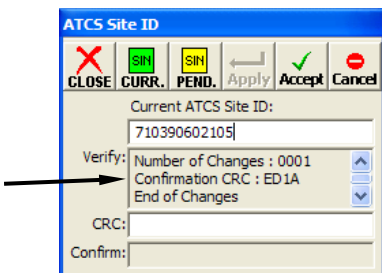 ATCS Site ID
SIN SIN
CLOSE CURR. PEND. Apply Accept Cancel
Current ATCS Site ID:
710390602105
Verify: Number of Changes : 0001
Confirmation CRC : ED1A
End of Changes
CRC:
Confirm: